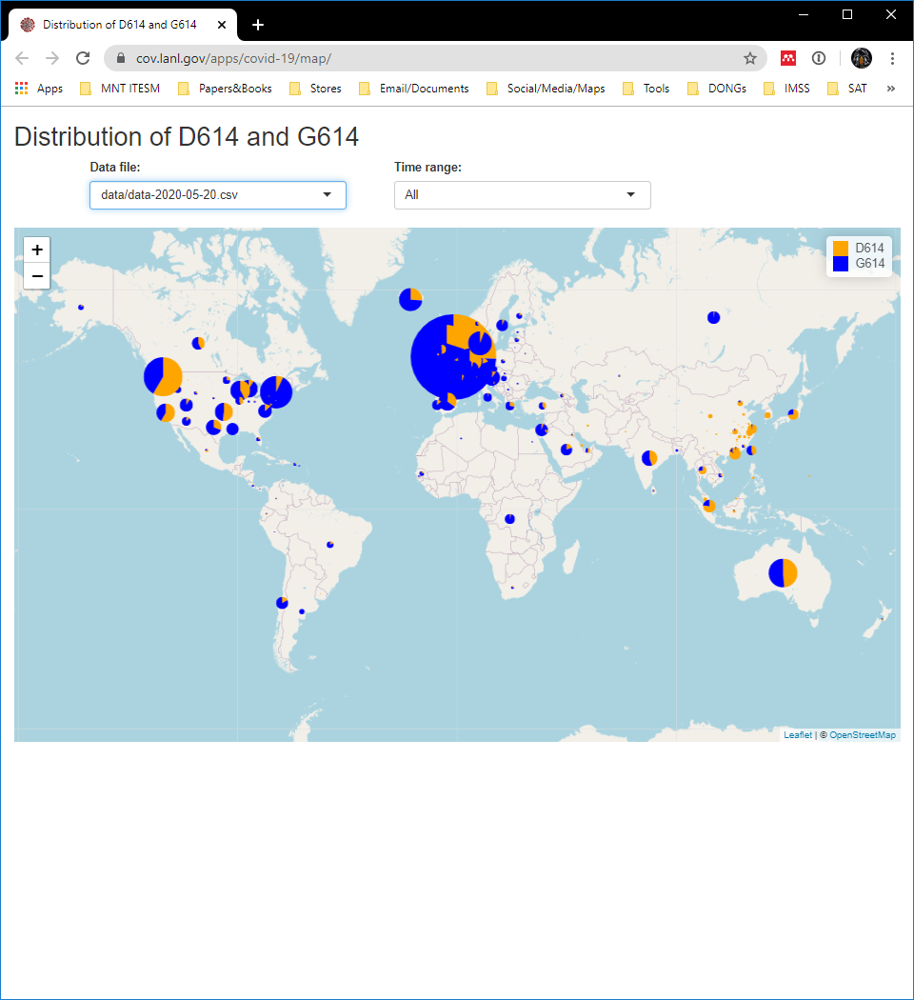 Distribution of D614 and G614
cov.lanl.gov/apps/covid-19/map/
Apps MNT ITESM Papers&Books Stores Email/Documents Social/Media/Maps Tools DONGs IMSS SAT »
Distribution of D614 and G614
Data file: Time range:
data/data-2020-05-20.csv All
+
−
D614
G614
Leaflet | © OpenStreetMap